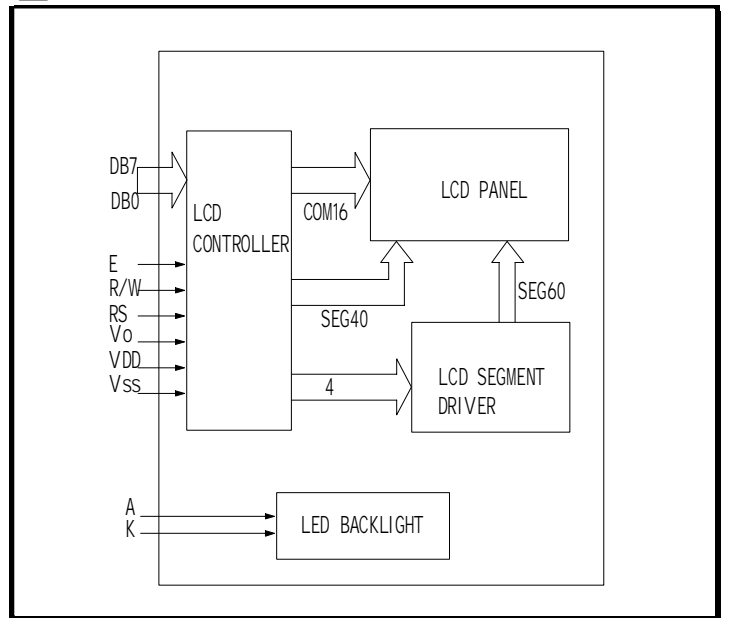 DB7
DB0
LCD
CONTROLLER
COM16
LCD PANEL
E
R/W
RS
Vo
VDD
Vss
SEG40
SEG60
4
LCD SEGMENT
DRIVER
A
K
LED BACKLIGHT